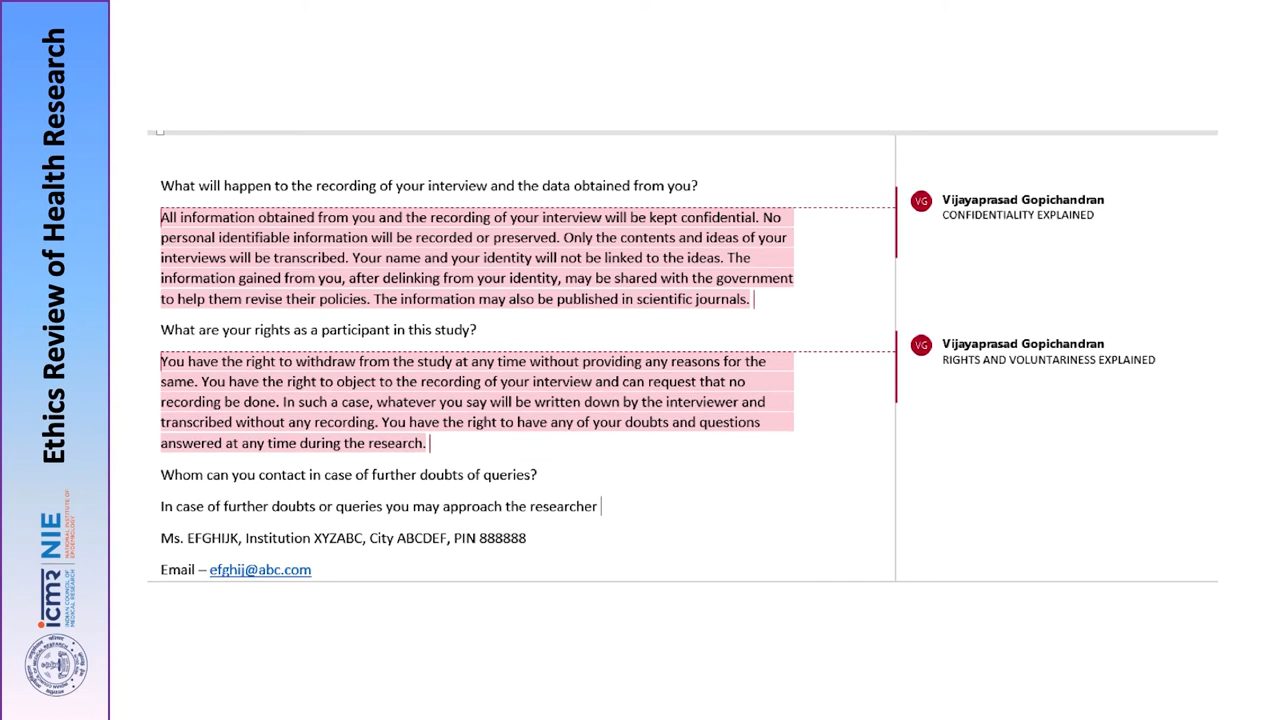 Ethics Review of Health Research
What will happen to the recording of your interview and the data obtained from you?
All information obtained from you and the recording of your interview will be kept confidential. No
personal identifiable information will be recorded or preserved. Only the contents and ideas of your
interviews will be transcribed. Your name and your identity will not be linked to the ideas. The
information gained from you, after delinking from your identity, may be shared with the government
to help them revise their policies. The information may also be published in scientific journals.
What are your rights as a participant in this study?
You have the right to withdraw from the study at any time without providing any reasons for the
same. You have the right to object to the recording of your interview and can request that no
recording be done. In such a case, whatever you say will be written down by the interviewer and
transcribed without any recording. You have the right to have any of your doubts and questions
answered at any time during the research.
Whom can you contact in case of further doubts of queries?
In case of further doubts or queries you may approach the researcher
Ms. EFGHIJK, Institution XYZABC, City ABCDEF, PIN 888888
Email – efghij@abc.com
VG
Vijayaprasad Gopichandran
CONFIDENTIALITY EXPLAINED
VG
Vijayaprasad Gopichandran
RIGHTS AND VOLUNTARINESS EXPLAINED
icmr
INDIAN COUNCIL OF
MEDICAL RESEARCH
NIE
NATIONAL INSTITUTE OF
EPIDEMIOLOGY